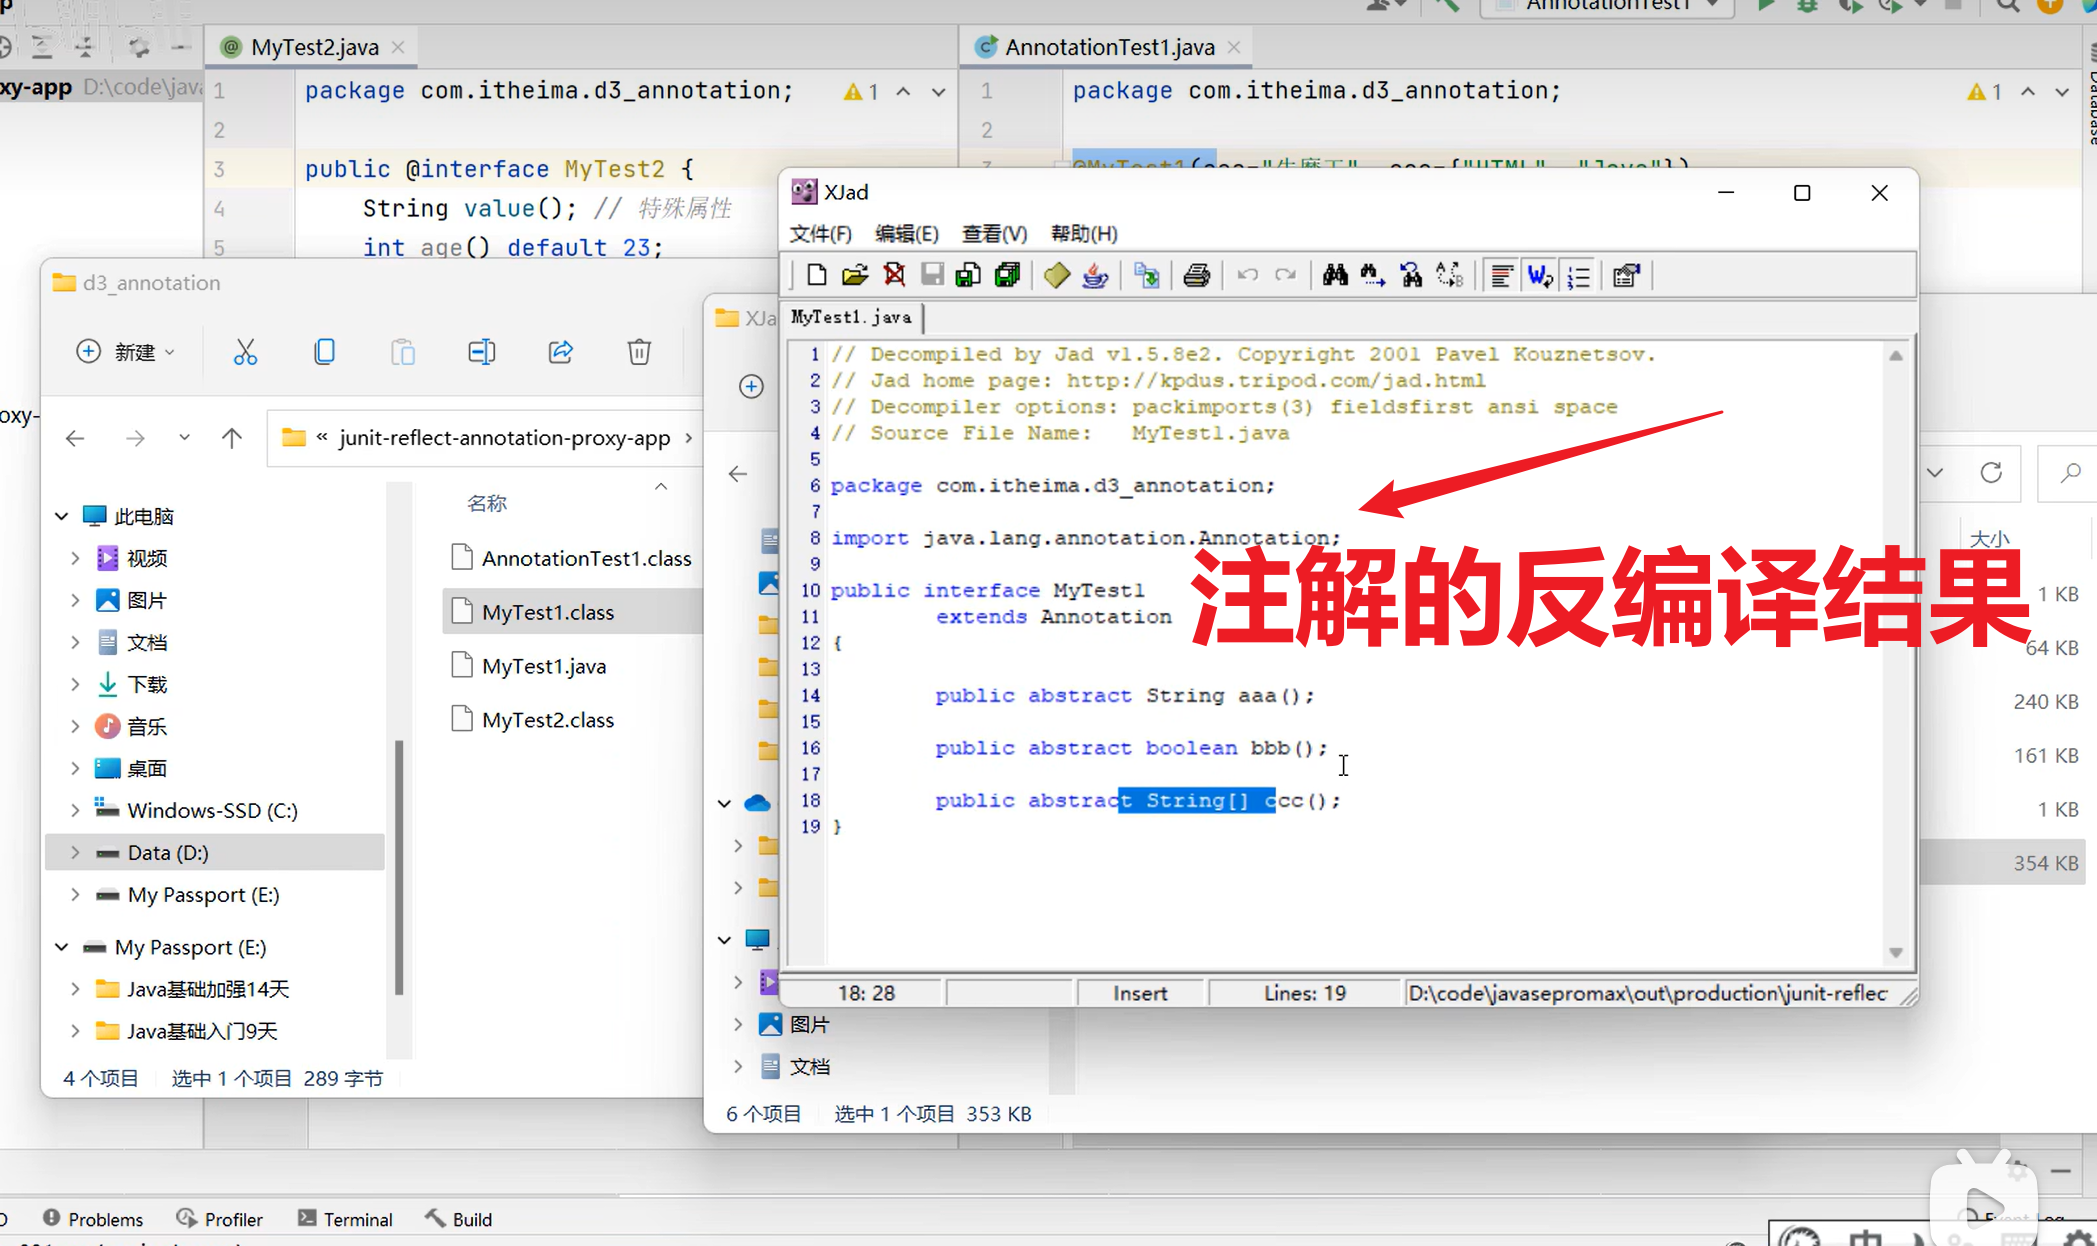 AnnotationTest1
MyTest2.java
AnnotationTest1.java
xy-app D:\code\java
1 package com.itheima.d3_annotation;
1
2
3 public @interface MyTest2 {
4 String value(); // 特殊属性
5 int age() default 23;
1 package com.itheima.d3_annotation;
1
2
d3_annotation
新建
oxy-
« junit-reflect-annotation-proxy-app
此电脑
视频
图片
文档
下载
音乐
桌面
Windows-SSD (C:)
Data (D:)
My Passport (E:)
My Passport (E:)
Java基础加强14天
Java基础入门9天
名称
AnnotationTest1.class
MyTest1.class
MyTest1.java
MyTest2.class
4 个项目 选中 1 个项目 289 字节
XJa
XJad
文件(F) 编辑(E) 查看(V) 帮助(H)
MyTest1.java
1 // Decompiled by Jad v1.5.8e2. Copyright 2001 Pavel Kouznetsov.
2 // Jad home page: http://kpdus.tripod.com/jad.html
3 // Decompiler options: packimports(3) fieldsfirst ansi space
4 // Source File Name: MyTest1.java
5
6 package com.itheima.d3_annotation;
7
8 import java.lang.annotation.Annotation;
9
10 public interface MyTest1
11 extends Annotation
12 {
13
14 public abstract String aaa();
15
16 public abstract boolean bbb();
17
18 public abstract String[] ccc();
19 }
注解的反编译结果
18: 28
Insert
Lines: 19
D:\code\javasepromax\out\production\junit-reflec
大小
1 KB
64 KB
240 KB
161 KB
1 KB
354 KB
图片
文档
6 个项目 选中 1 个项目 353 KB
Database
Problems
Profiler
Terminal
Build
中